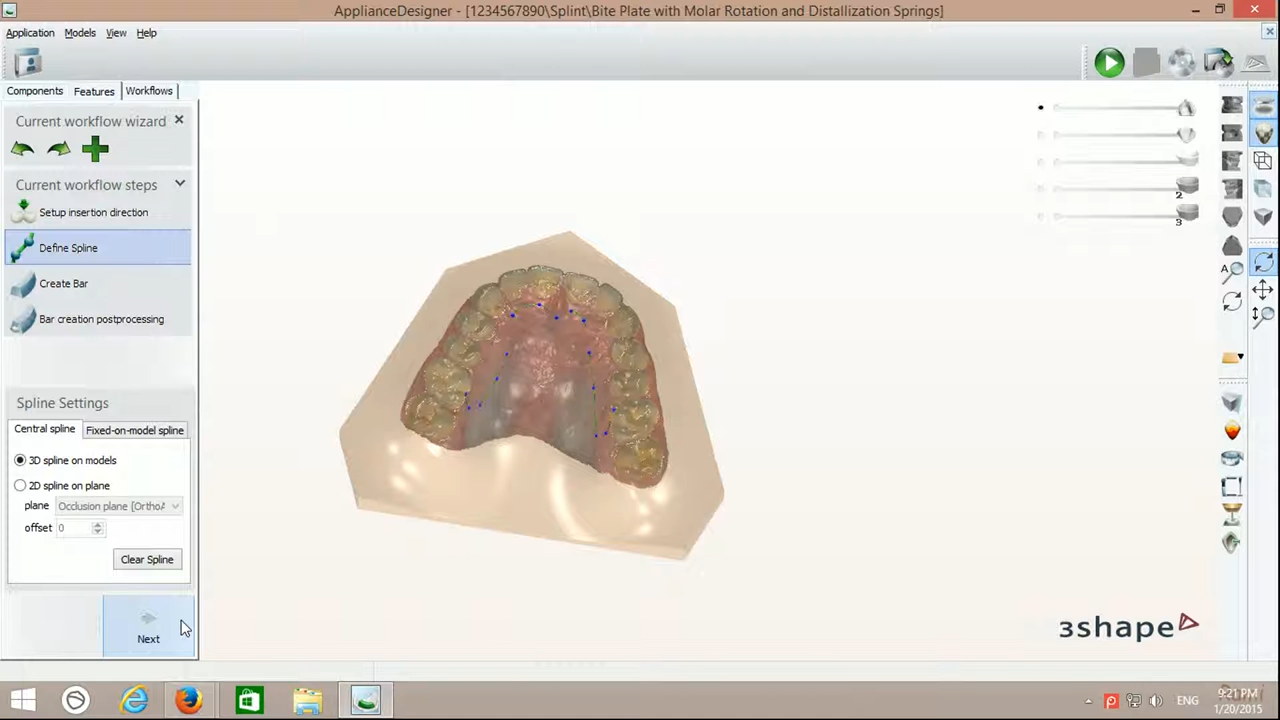 ApplianceDesigner - [1234567890\Splint\Bite Plate with Molar Rotation and Distallization Springs]
Application Models View Help
Components Features Workflows
Current workflow wizard
Current workflow steps
Setup insertion direction
Define Spline
Create Bar
Bar creation postprocessing
2
3
A
Spline Settings
Central spline Fixed-on-model spline
3D spline on models
2D spline on plane
plane Occlusion plane [OrthoA
offset 0
Clear Spline
Next
3shape
ENG
9:21 PM
1/20/2015